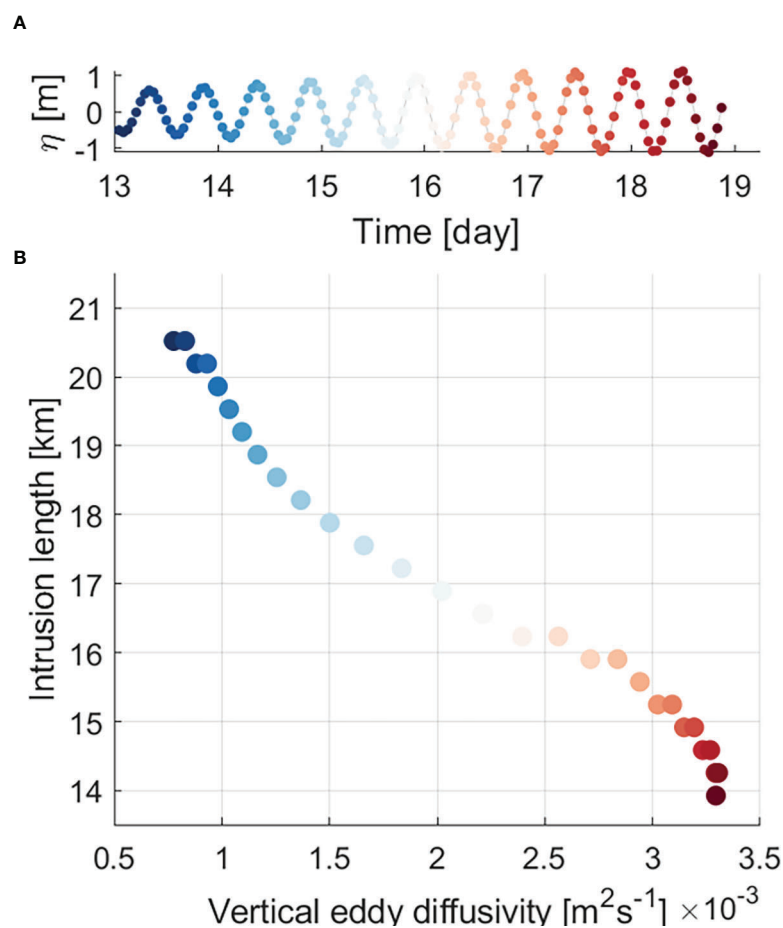 A
η [m]
1
0
-1
13 14 15 16 17 18 19
Time [day]
B
Intrusion length [km]
21
20
19
18
17
16
15
14
0.5 1 1.5 2 2.5 3 3.5
Vertical eddy diffusivity [m²s⁻¹] ×10⁻³